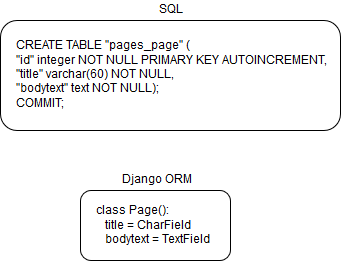 SQL
CREATE TABLE "pages_page" (
"id" integer NOT NULL PRIMARY KEY AUTOINCREMENT,
"title" varchar(60) NOT NULL,
"bodytext" text NOT NULL);
COMMIT;
Django ORM
class Page():
title = CharField
bodytext = TextField